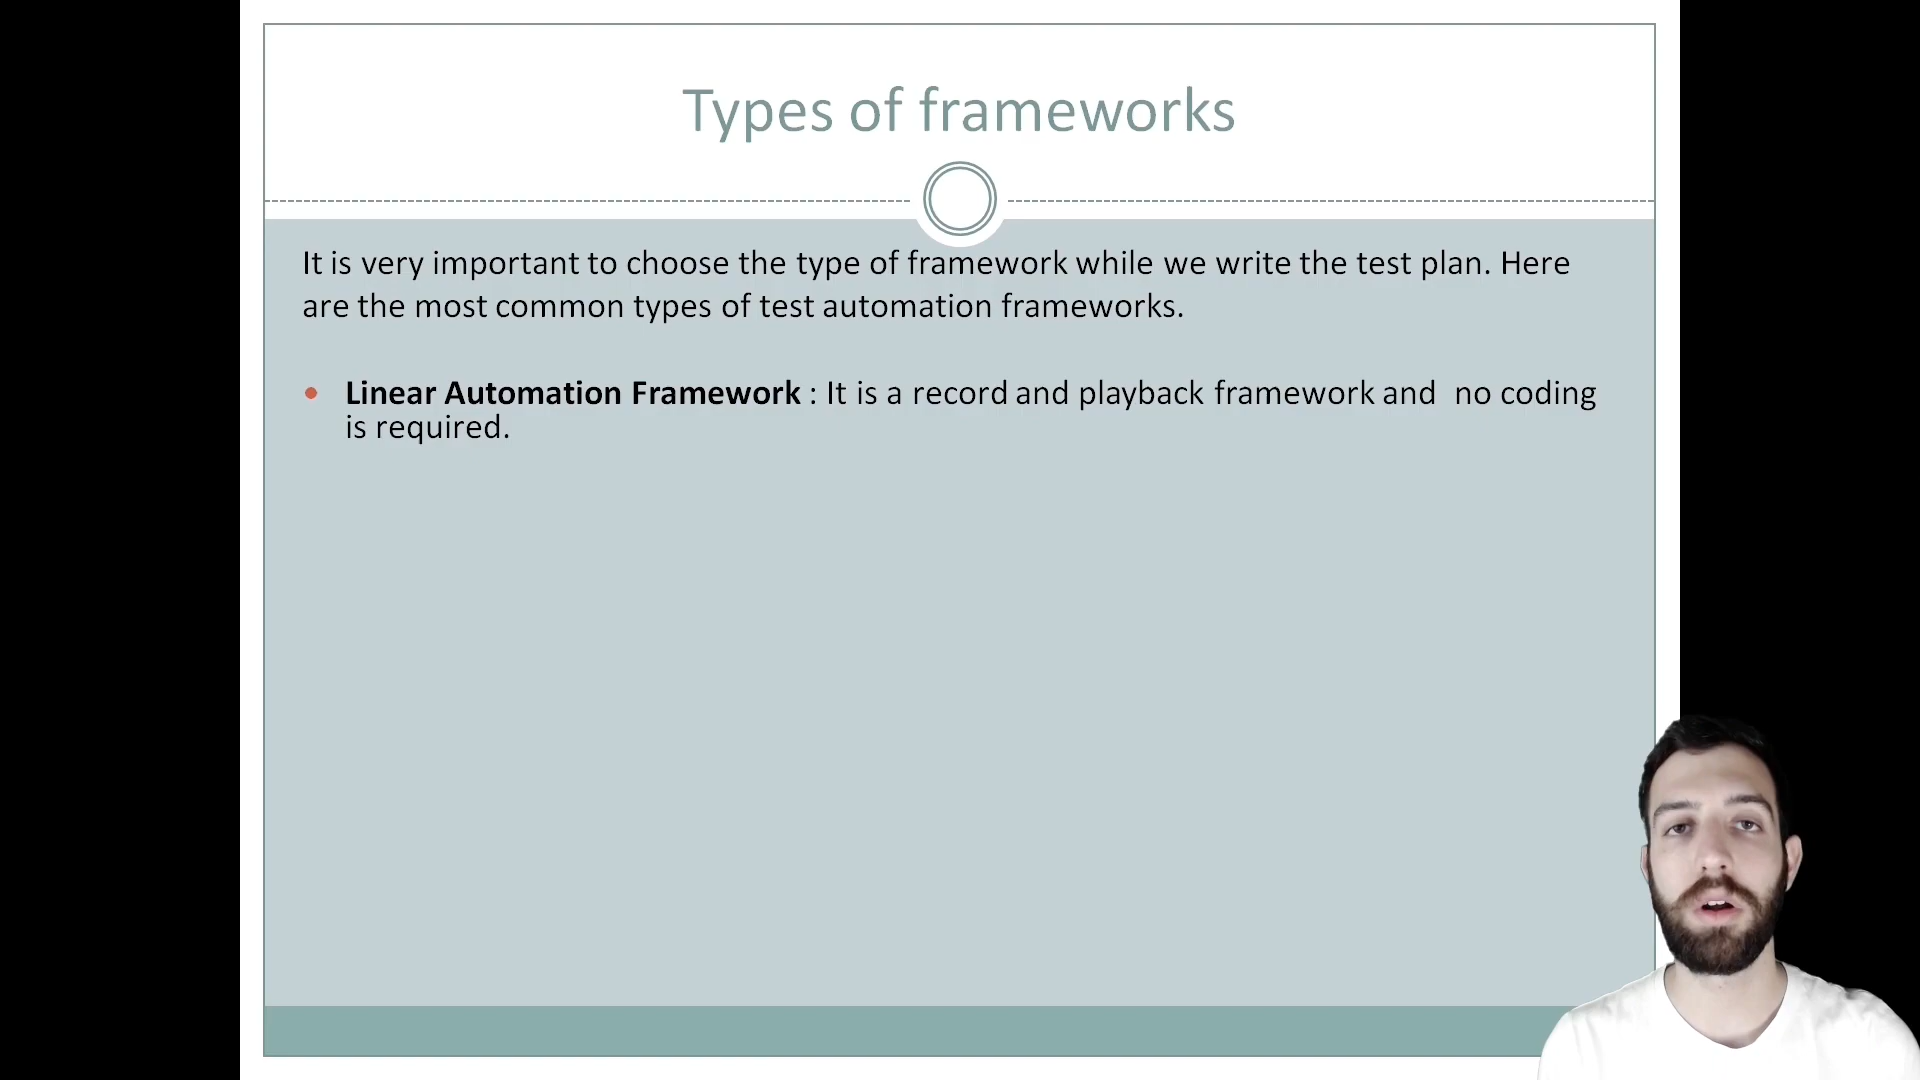 Types of frameworks
It is very important to choose the type of framework while we write the test plan. Here
are the most common types of test automation frameworks.
• Linear Automation Framework : It is a record and playback framework and  no coding
is required.